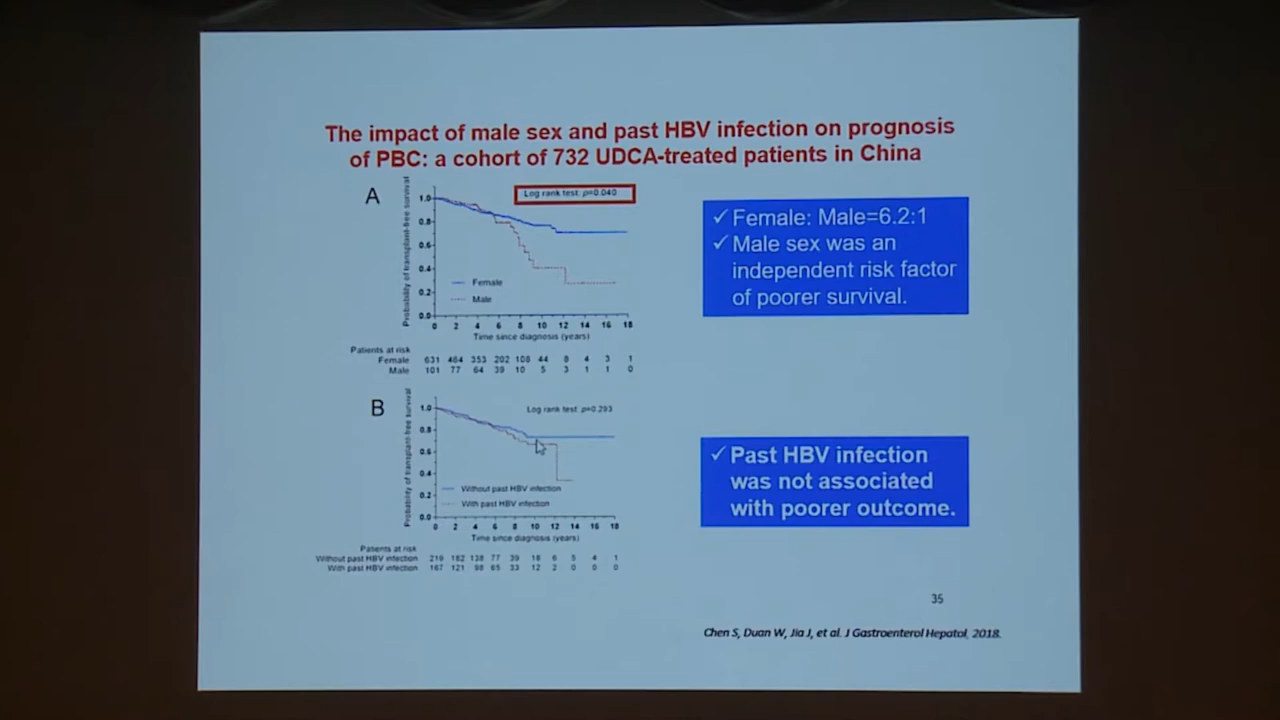 The impact of male sex and past HBV infection on prognosis
of PBC: a cohort of 732 UDCA-treated patients in China
A
Probability of transplant-free survival
Log rank test: p=0.040
1.0
0.8
0.6
0.4
0.2
0.0
Female
Male
0 2 4 6 8 10 12 14 16 18
Time since diagnosis (years)
Patients at risk
Female 631 464 353 202 108 44 8 4 3 1
Male 101 77 64 39 10 5 3 1 1 0
✓ Female: Male=6.2:1
✓ Male sex was an
independent risk factor
of poorer survival.
B
Probability of transplant-free survival
Log rank test: p=0.293
1.0
0.8
0.6
0.4
0.2
0.0
Without past HBV infection
With past HBV infection
0 2 4 6 8 10 12 14 16 18
Time since diagnosis (years)
Patients at risk
Without past HBV infection 219 182 138 77 39 18 6 5 4 1
With past HBV infection 167 121 98 65 33 12 2 0 0 0
✓ Past HBV infection
was not associated
with poorer outcome.
35
Chen S, Duan W, Jia J, et al. J Gastroenterol Hepatol, 2018.